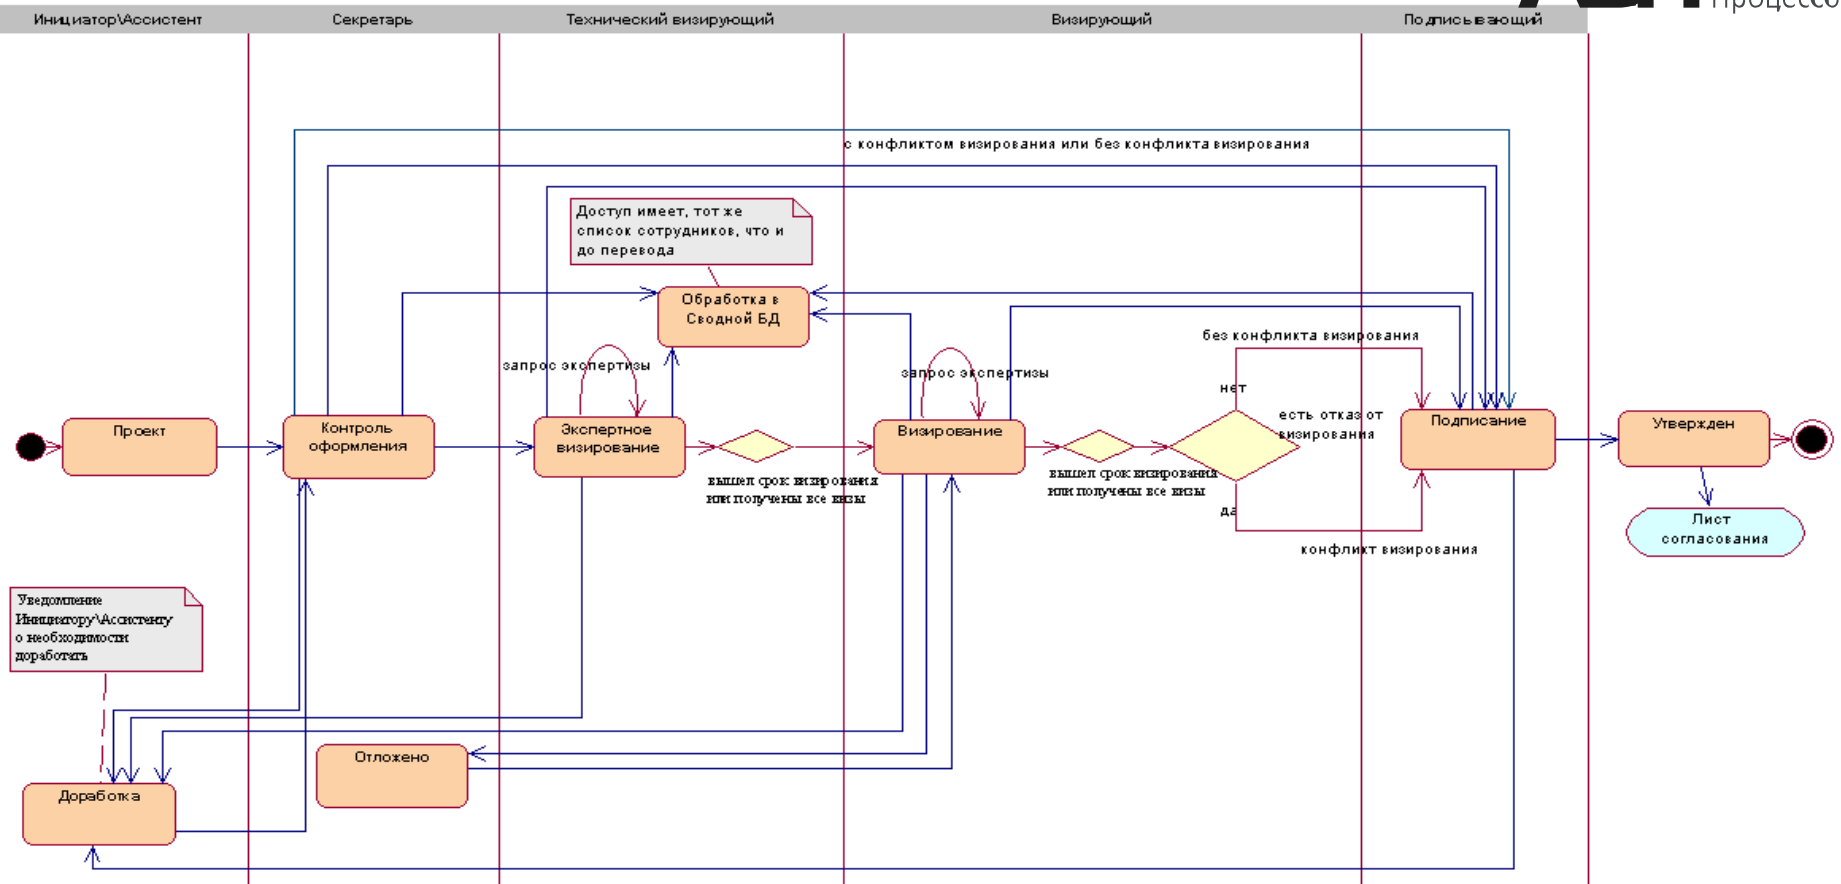 Процессо
Инициатор\Ассистент
Секретарь
Технический визирующий
Визирующий
Подписывающий
с конфликтом визирования или без конфликта визирования
Доступ имеет, тот же
список сотрудников, что и
до перевода
Обработка в
Сводной БД
без конфликта визирования
запрос экспертизы
запрос экспертизы
нет
есть отказ от
визирования
Проект
Контроль
оформления
Экспертное
визирование
Визирование
Подписание
Утвержден
вышел срок визирования
или получены все визы
вышел срок визирования
или получены все визы
да
Лист
согласования
конфликт визирования
Уведомление
Инициатору\Ассистенту
о необходимости
доработать
Отложено
Доработка